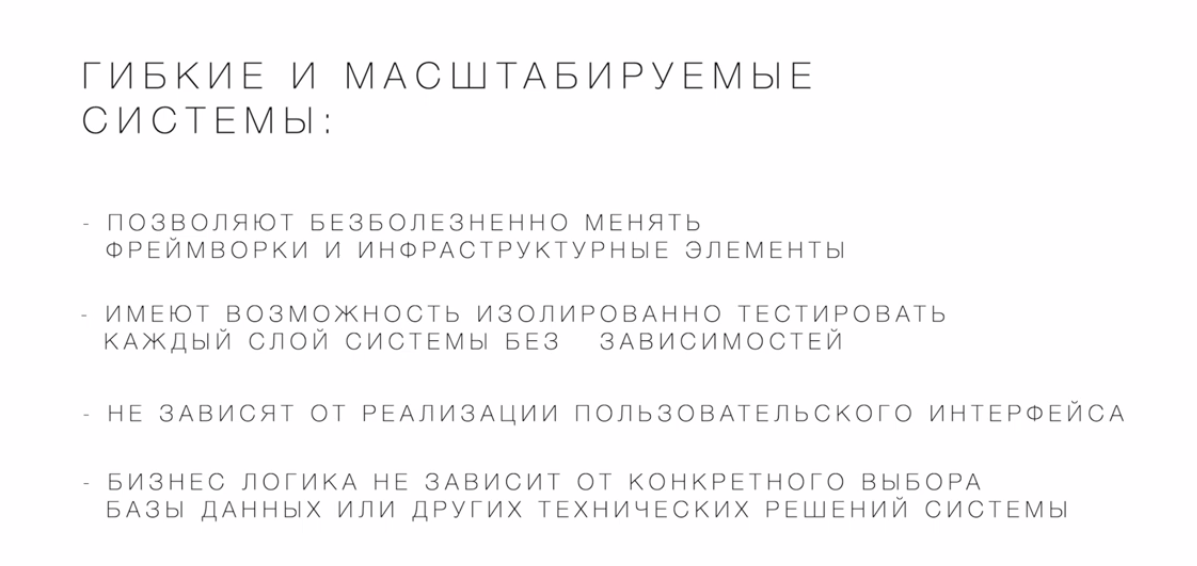 ГИБКИЕ И МАСШТАБИРУЕМЫЕ
СИСТЕМЫ:
- ПОЗВОЛЯЮТ БЕЗБОЛЕЗНЕННО МЕНЯТЬ
ФРЕЙМВОРКИ И ИНФРАСТРУКТУРНЫЕ ЭЛЕМЕНТЫ
- ИМЕЮТ ВОЗМОЖНОСТЬ ИЗОЛИРОВАННО ТЕСТИРОВАТЬ
КАЖДЫЙ СЛОЙ СИСТЕМЫ БЕЗ ЗАВИСИМОСТЕЙ
- НЕ ЗАВИСЯТ ОТ РЕАЛИЗАЦИИ ПОЛЬЗОВАТЕЛЬСКОГО ИНТЕРФЕЙСА
- БИЗНЕС ЛОГИКА НЕ ЗАВИСИТ ОТ КОНКРЕТНОГО ВЫБОРА
БАЗЫ ДАННЫХ ИЛИ ДРУГИХ ТЕХНИЧЕСКИХ РЕШЕНИЙ СИСТЕМЫ